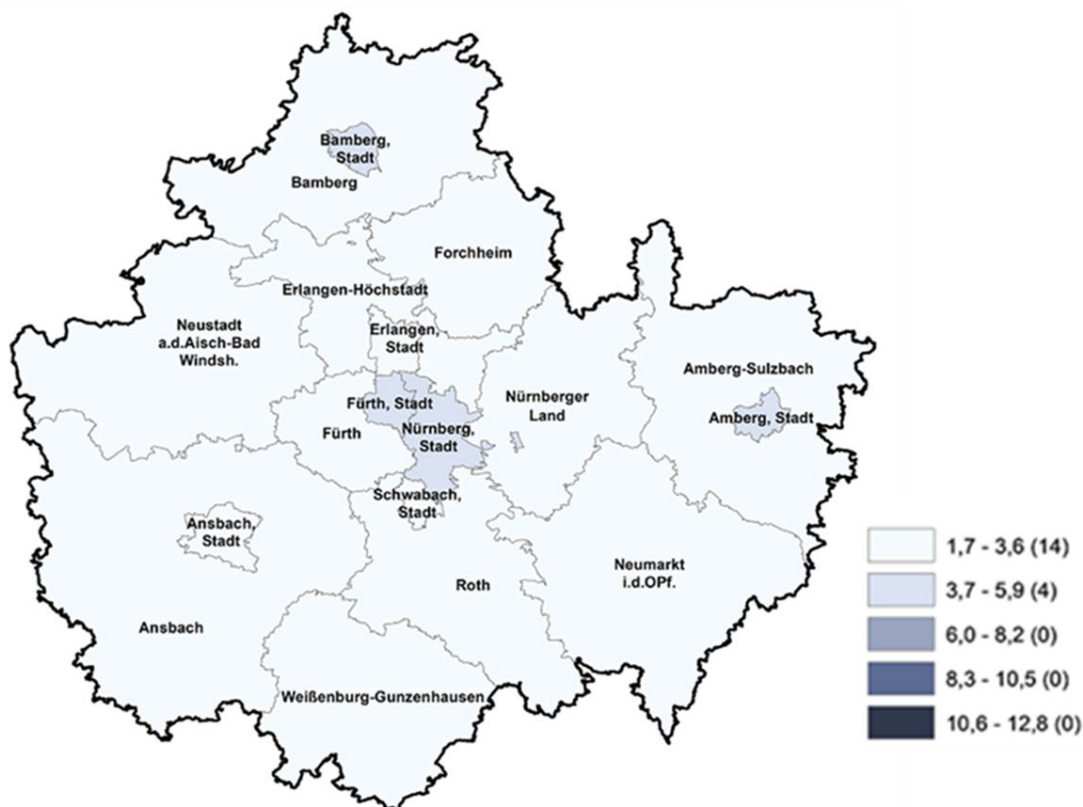 Bamberg,
Stadt
Bamberg
Forchheim
Erlangen-Höchstadt
Neustadt
a.d.Aisch-Bad
Windsh.
Erlangen,
Stadt
Amberg-Sulzbach
Nürnberger
Land
Fürth, Stadt
Amberg, Stadt
Fürth
Nürnberg,
Stadt
Schwabach,
Stadt
Ansbach,
Stadt
Neumarkt
i.d.OPf.
Roth
Ansbach
Weißenburg-Gunzenhausen
1,7 - 3,6 (14)
3,7 - 5,9 (4)
6,0 - 8,2 (0)
8,3 - 10,5 (0)
10,6 - 12,8 (0)